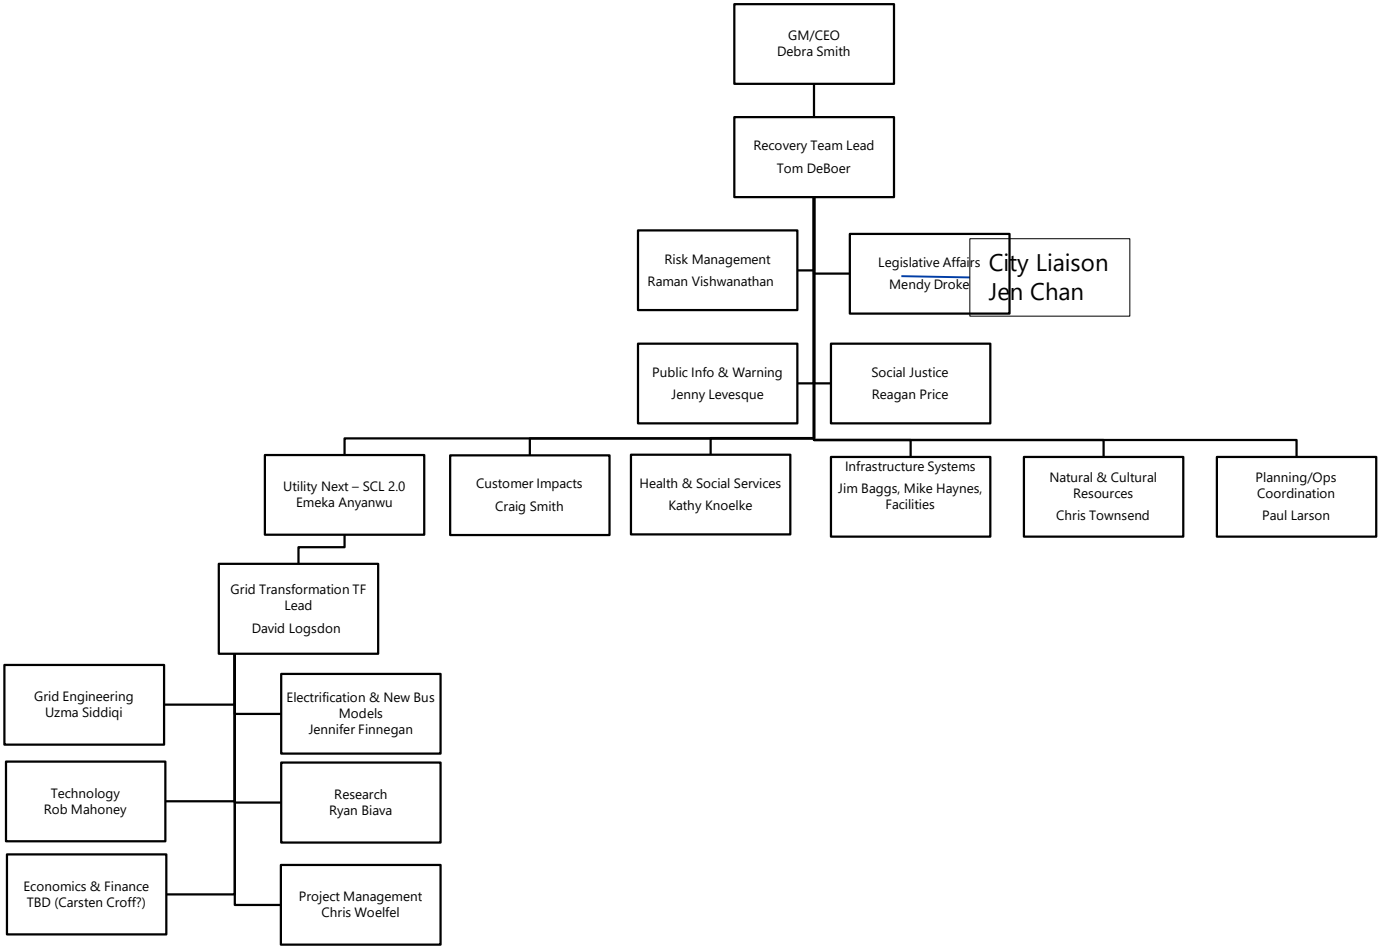 GM/CEO
Debra Smith
Recovery Team Lead
Tom DeBoer
Risk Management
Raman Vishwanathan
Legislative Affairs
Mendy Droke
City Liaison
Jen Chan
Public Info & Warning
Jenny Levesque
Social Justice
Reagan Price
Utility Next – SCL 2.0
Emeka Anyanwu
Customer Impacts
Craig Smith
Health & Social Services
Kathy Knoelke
Infrastructure Systems
Jim Baggs, Mike Haynes,
Facilities
Natural & Cultural
Resources
Chris Townsend
Planning/Ops
Coordination
Paul Larson
Grid Transformation TF
Lead
David Logsdon
Grid Engineering
Uzma Siddiqi
Electrification & New Bus
Models
Jennifer Finnegan
Technology
Rob Mahoney
Research
Ryan Biava
Economics & Finance
TBD (Carsten Croff?)
Project Management
Chris Woelfel